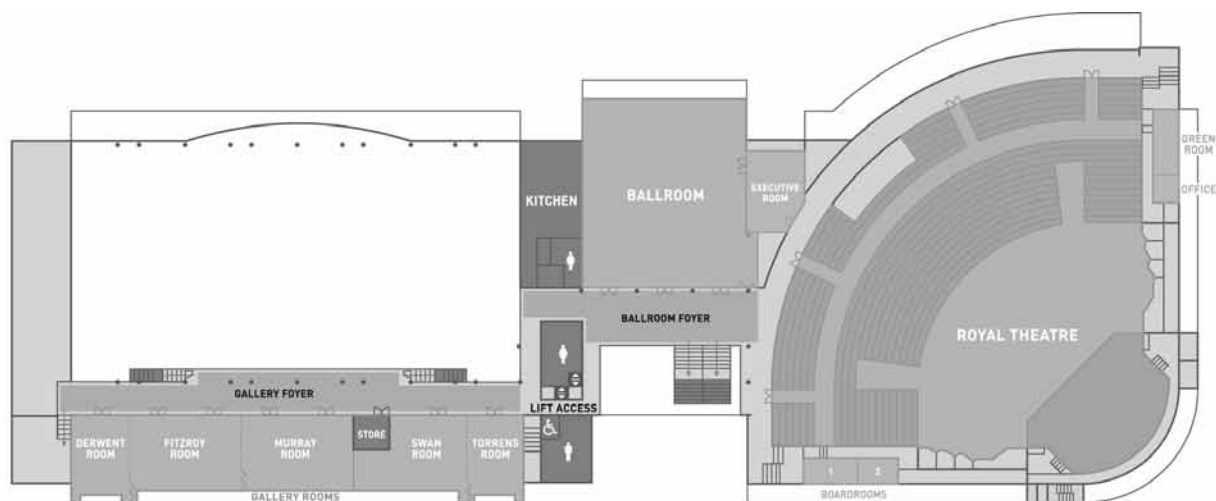 GREEN
ROOM
OFFICE
KITCHEN
BALLROOM
EXECUTIVE
ROOM
BALLROOM FOYER
ROYAL THEATRE
GALLERY FOYER
LIFT ACCESS
STORE
DERWENT
ROOM
FITZROY
ROOM
MURRAY
ROOM
SWAN
ROOM
TORRENS
ROOM
GALLERY ROOMS
1
2
BOARDROOMS